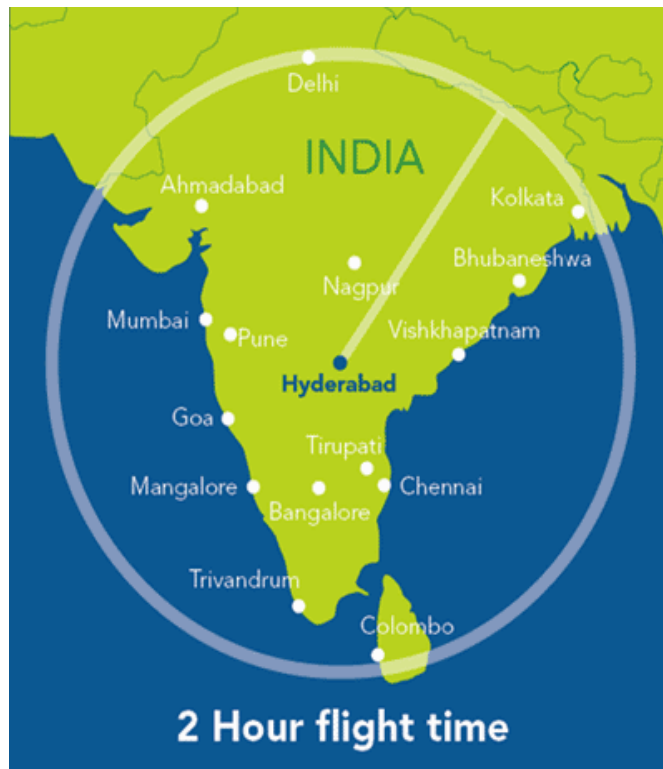 Delhi
INDIA
Ahmadabad
Kolkata
Bhubaneshwa
Nagpur
Mumbai
Pune
Vishkhapatnam
Hyderabad
Goa
Tirupati
Mangalore
Chennai
Bangalore
Trivandrum
Colombo
2 Hour flight time